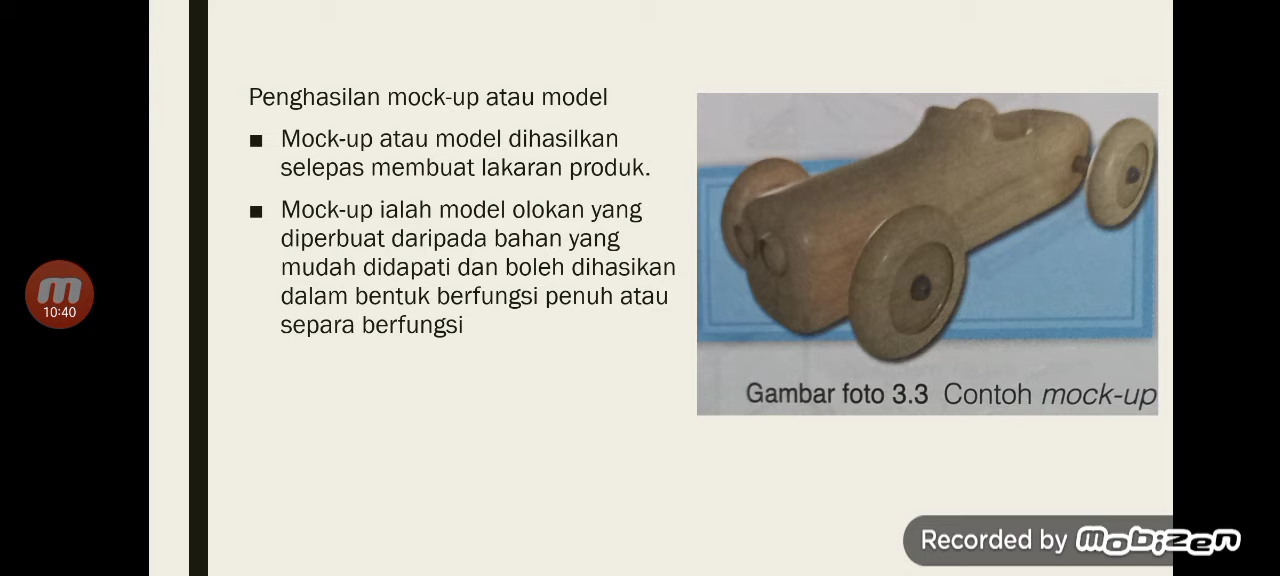 Penghasilan mock-up atau model
■ Mock-up atau model dihasilkan
selepas membuat lakaran produk.
■ Mock-up ialah model olokan yang
diperbuat daripada bahan yang
mudah didapati dan boleh dihasikan
dalam bentuk berfungsi penuh atau
separa berfungsi
Gambar foto 3.3 Contoh mock-up
10:40
Recorded by mobizen